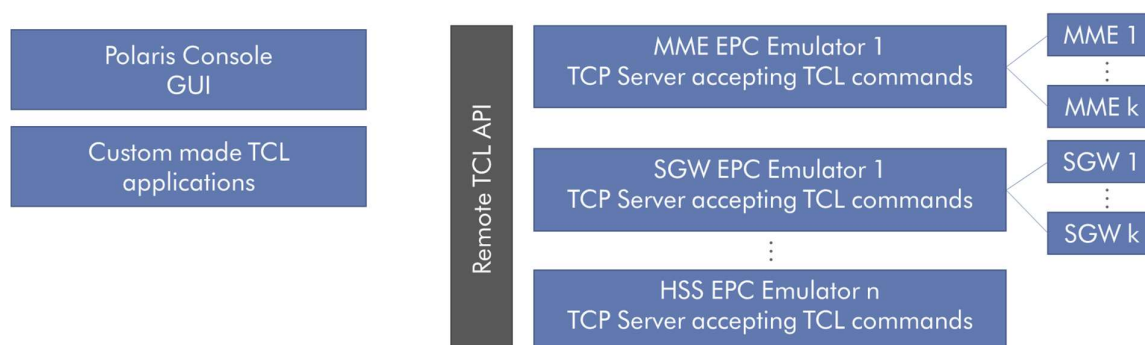 Polaris Console
GUI
Custom made TCL
applications
Remote TCL API
MME EPC Emulator 1
TCP Server accepting TCL commands
MME 1
MME k
SGW EPC Emulator 1
TCP Server accepting TCL commands
SGW 1
SGW k
HSS EPC Emulator n
TCP Server accepting TCL commands